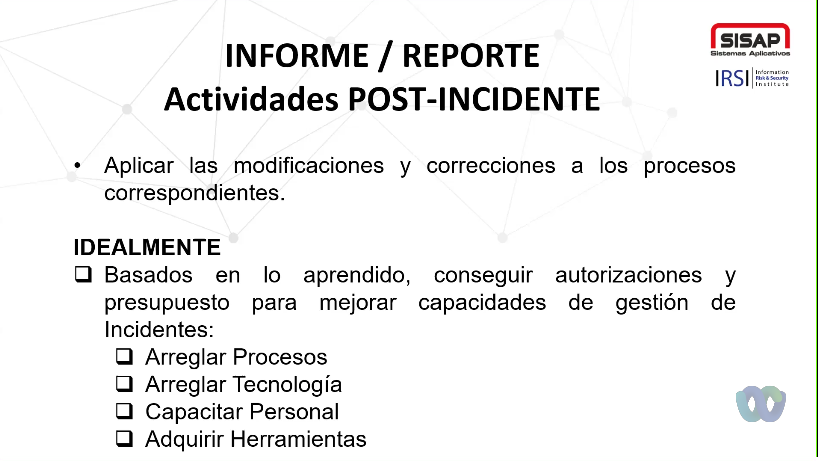 INFORME / REPORTE
Actividades POST-INCIDENTE
SISAP
Sistemas Aplicativos
IRSI Information
Risk & Security
Institute
• Aplicar las modificaciones y correcciones a los procesos
correspondientes.
IDEALMENTE
❑ Basados en lo aprendido, conseguir autorizaciones y
presupuesto para mejorar capacidades de gestión de
Incidentes:
❑ Arreglar Procesos
❑ Arreglar Tecnología
❑ Capacitar Personal
❑ Adquirir Herramientas